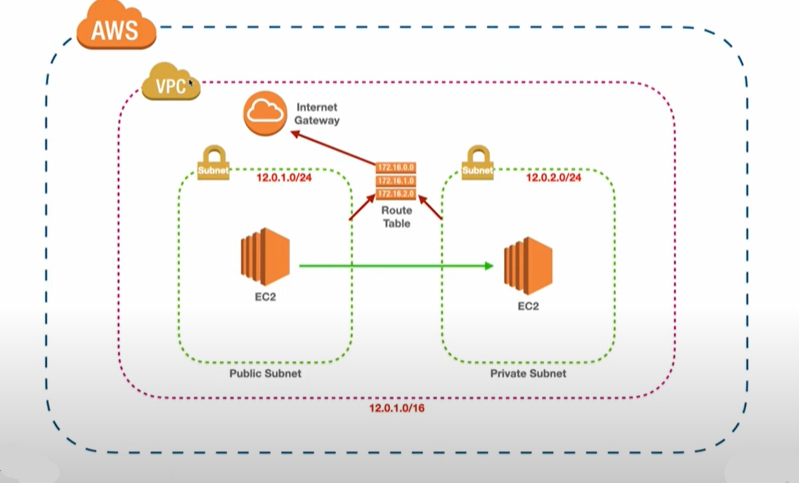 AWS
VPC
Internet
Gateway
Subnet
12.0.1.0/24
172.16.0.0
172.16.1.0
172.16.2.0
Route
Table
Subnet
12.0.2.0/24
EC2
EC2
Public Subnet
Private Subnet
12.0.1.0/16